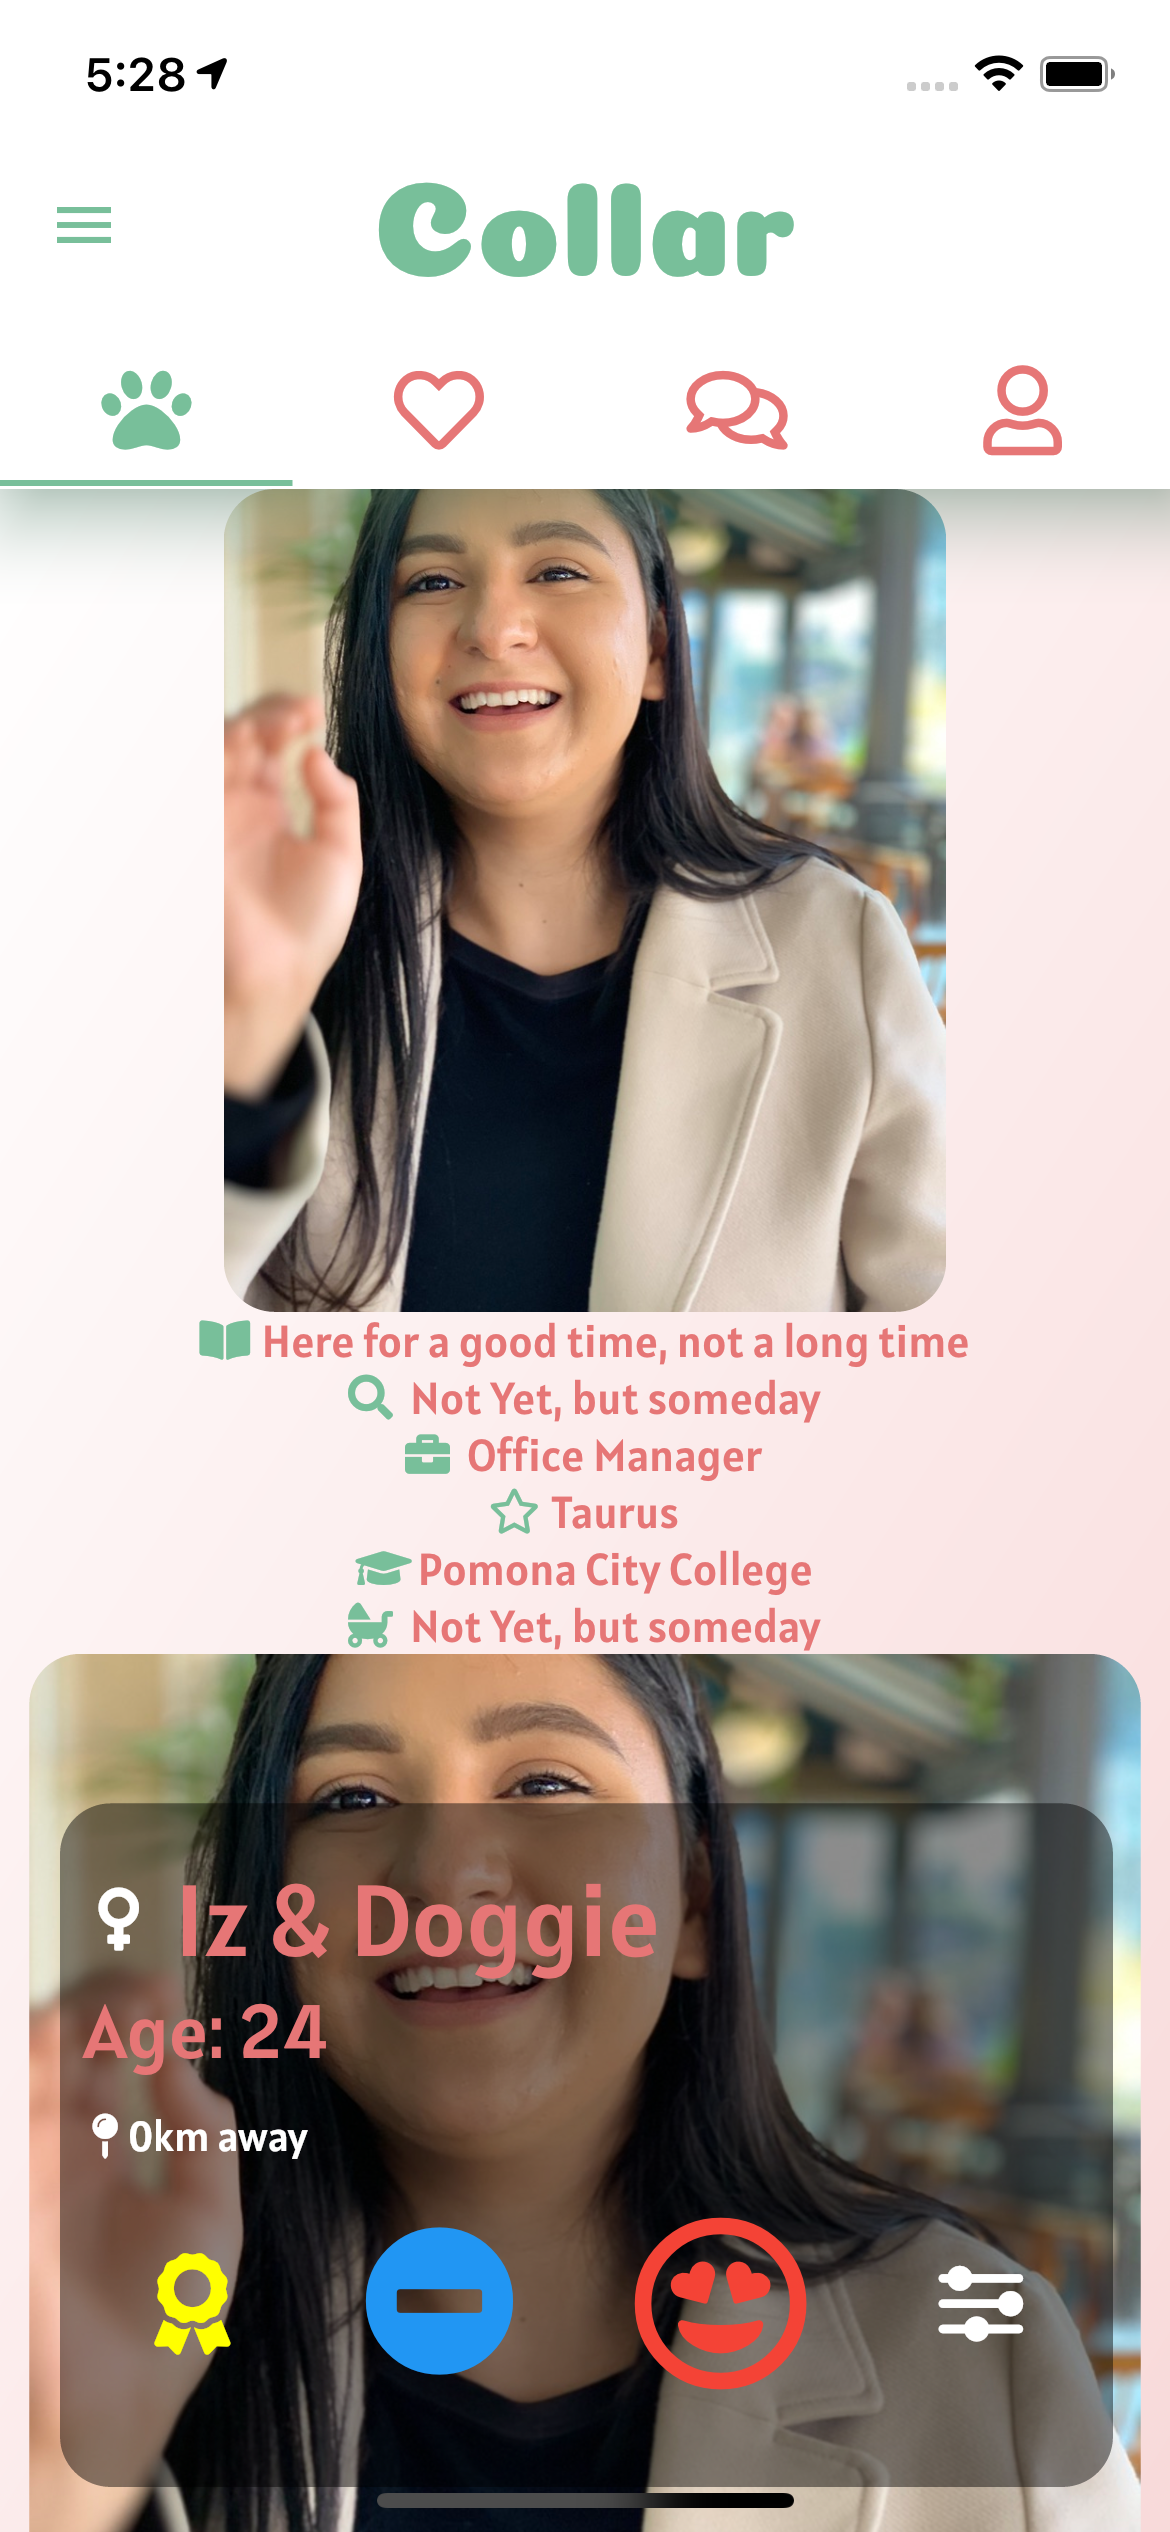 5:28
Collar
Here for a good time, not a long time
Not Yet, but someday
Office Manager
Taurus
Pomona City College
Not Yet, but someday
Iz & Doggie
Age: 24
0km away